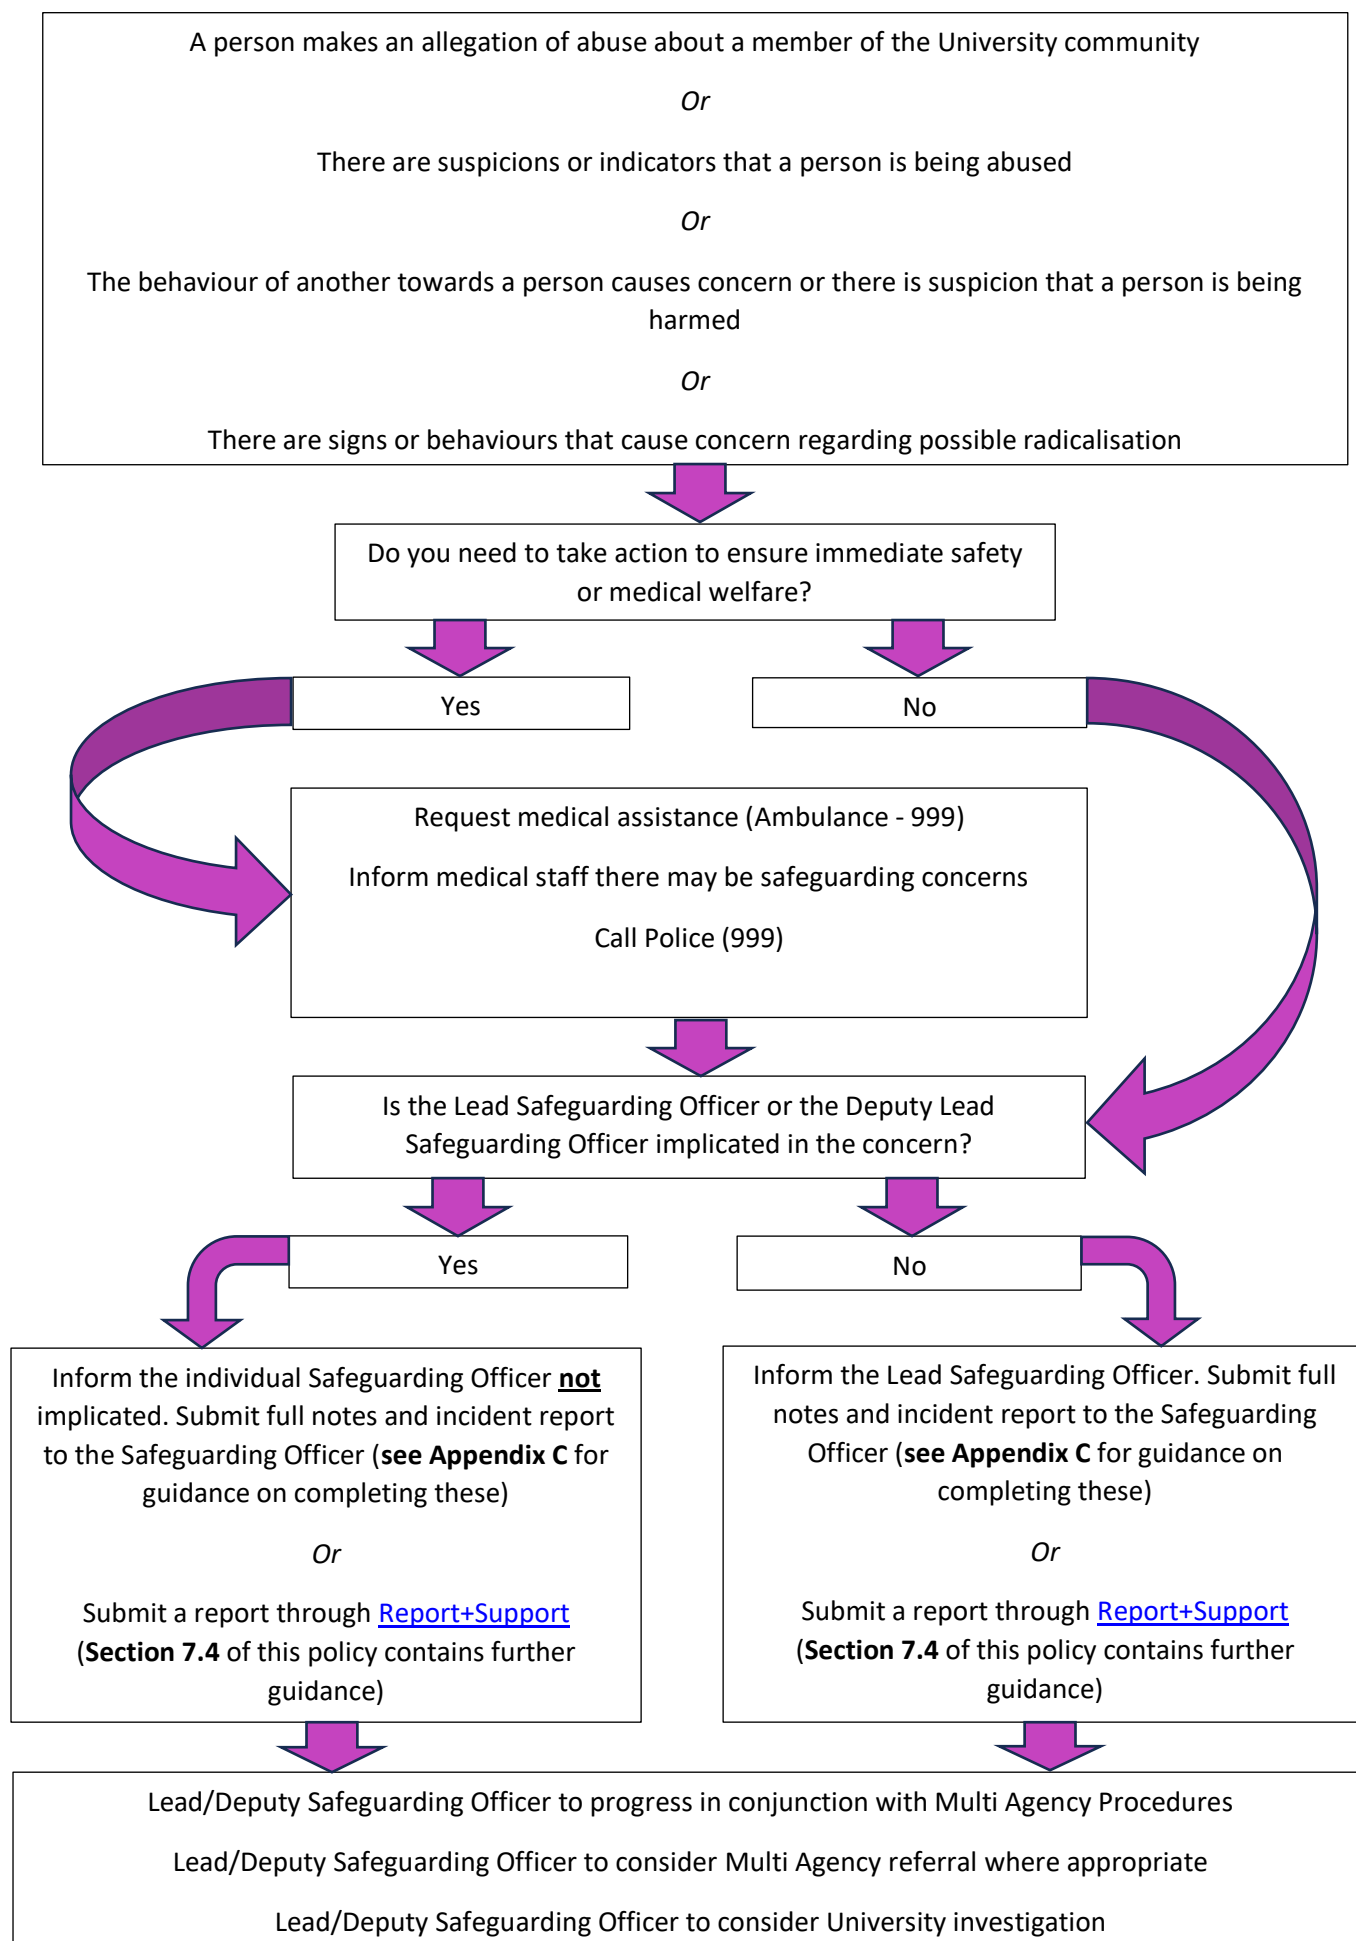 A person makes an allegation of abuse about a member of the University community
Or
There are suspicions or indicators that a person is being abused
Or
The behaviour of another towards a person causes concern or there is suspicion that a person is being
harmed
Or
There are signs or behaviours that cause concern regarding possible radicalisation
Do you need to take action to ensure immediate safety
or medical welfare?
Yes
No
Request medical assistance (Ambulance - 999)
Inform medical staff there may be safeguarding concerns
Call Police (999)
Is the Lead Safeguarding Officer or the Deputy Lead
Safeguarding Officer implicated in the concern?
Yes
No
Inform the individual Safeguarding Officer not
implicated. Submit full notes and incident report
to the Safeguarding Officer (see Appendix C for
guidance on completing these)
Or
Submit a report through Report+Support
(Section 7.4 of this policy contains further
guidance)
Inform the Lead Safeguarding Officer. Submit full
notes and incident report to the Safeguarding
Officer (see Appendix C for guidance on
completing these)
Or
Submit a report through Report+Support
(Section 7.4 of this policy contains further
guidance)
Lead/Deputy Safeguarding Officer to progress in conjunction with Multi Agency Procedures
Lead/Deputy Safeguarding Officer to consider Multi Agency referral where appropriate
Lead/Deputy Safeguarding Officer to consider University investigation